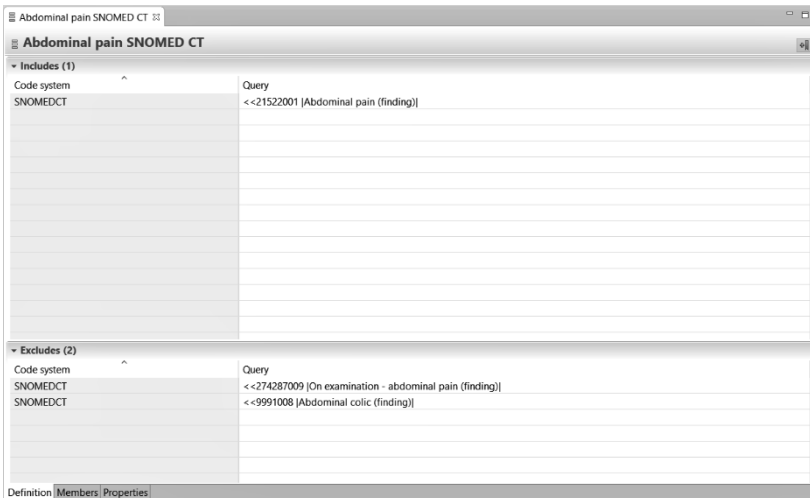 Abdominal pain SNOMED CT
Abdominal pain SNOMED CT
Includes (1)
Code system Query
SNOMEDCT <<21522001 |Abdominal pain (finding)|
Excludes (2)
Code system Query
SNOMEDCT <<274287009 |On examination - abdominal pain (finding)|
SNOMEDCT <<9991008 |Abdominal colic (finding)|
Definition Members Properties